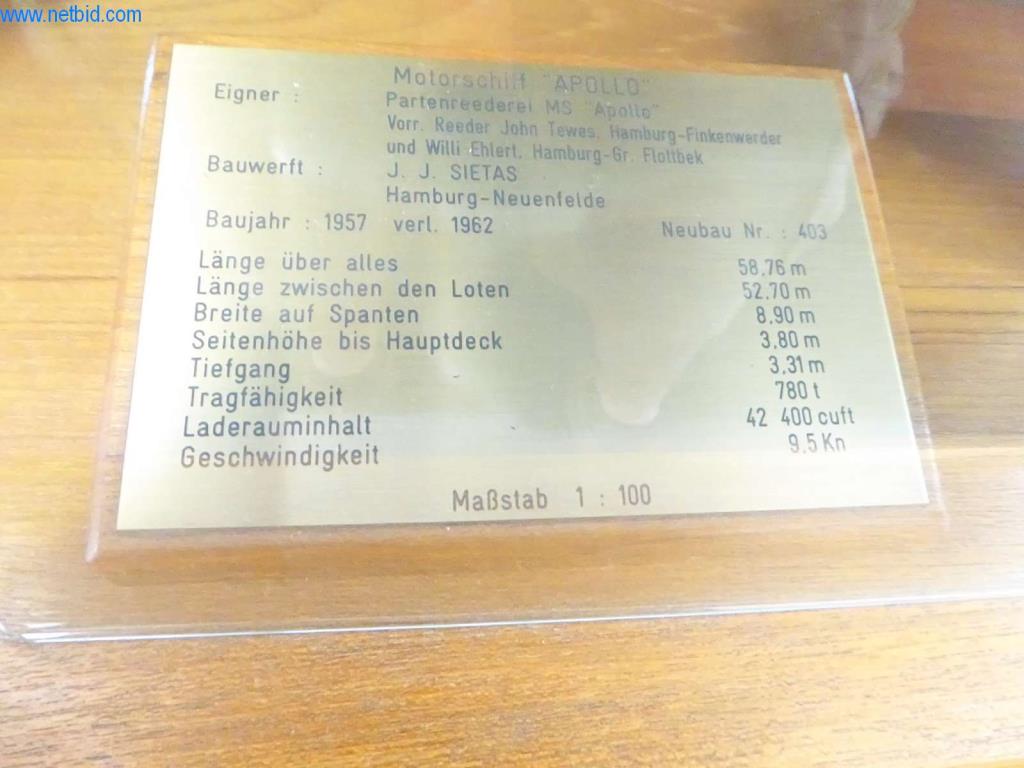 www.netbid.com
Motorschiff "APOLLO"
Eigner : Partenreederei MS "Apollo"
Vorr. Reeder John Tewes, Hamburg-Finkenwerder
und Willi Ehlert, Hamburg-Gr. Flottbek
Bauwerft : J. J. SIETAS
Hamburg-Neuenfelde
Baujahr : 1957 verl. 1962 Neubau Nr. : 403
Länge über alles 58,76 m
Länge zwischen den Loten 52,70 m
Breite auf Spanten 8,90 m
Seitenhöhe bis Hauptdeck 3,80 m
Tiefgang 3,31 m
Tragfähigkeit 780 t
Laderauminhalt 42 400 cuft
Geschwindigkeit 9,5 Kn
Maßstab 1 : 100